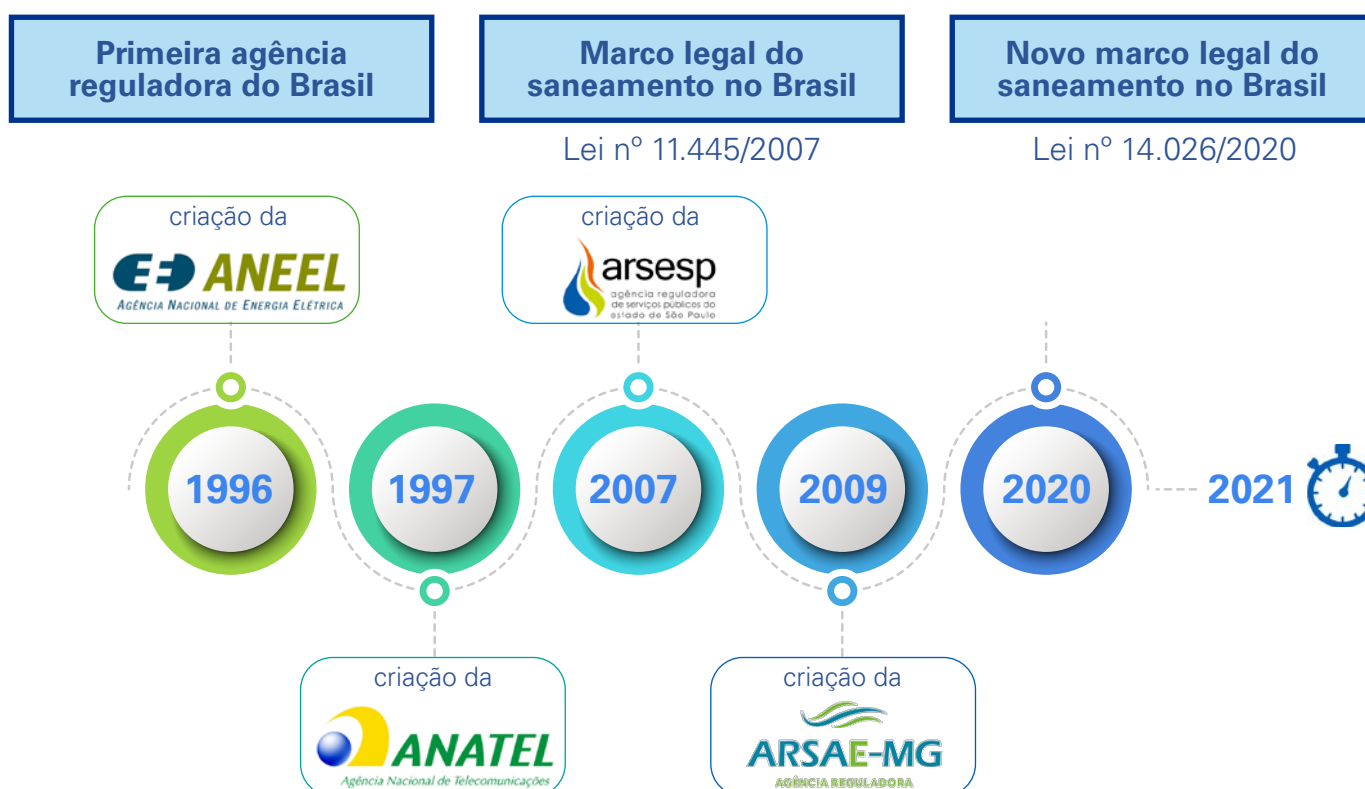 Primeira agência
reguladora do Brasil
Marco legal do
saneamento no Brasil
Lei nº 11.445/2007
Novo marco legal do
saneamento no Brasil
Lei nº 14.026/2020
criação da
ANEEL
AGÊNCIA NACIONAL DE ENERGIA ELÉTRICA
criação da
arsesp
agência reguladora
de serviços públicos do
estado de São Paulo
1996
1997
2007
2009
2020
2021
criação da
ANATEL
Agência Nacional de Telecomunicações
criação da
ARSAE-MG
AGÊNCIA REGULADORA